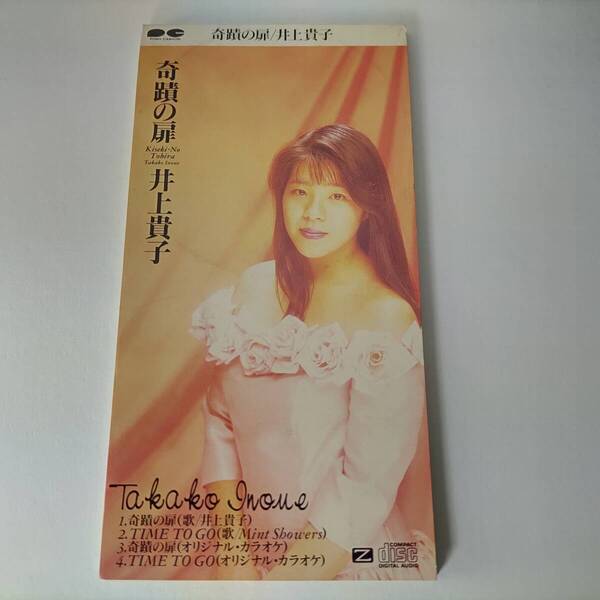 PONY CANYON
奇蹟の扉/井上貴子
奇蹟の扉
Kiseki-No
Tobira
Takako Inoue
井上貴子
Takako Inoue
1.奇蹟の扉(歌/井上貴子)
2.TIME TO GO(歌/Mint Showers)
3.奇蹟の扉(オリジナル・カラオケ)
4.TIME TO GO(オリジナル・カラオケ)
Z
COMPACT
disc
DIGITAL AUDIO